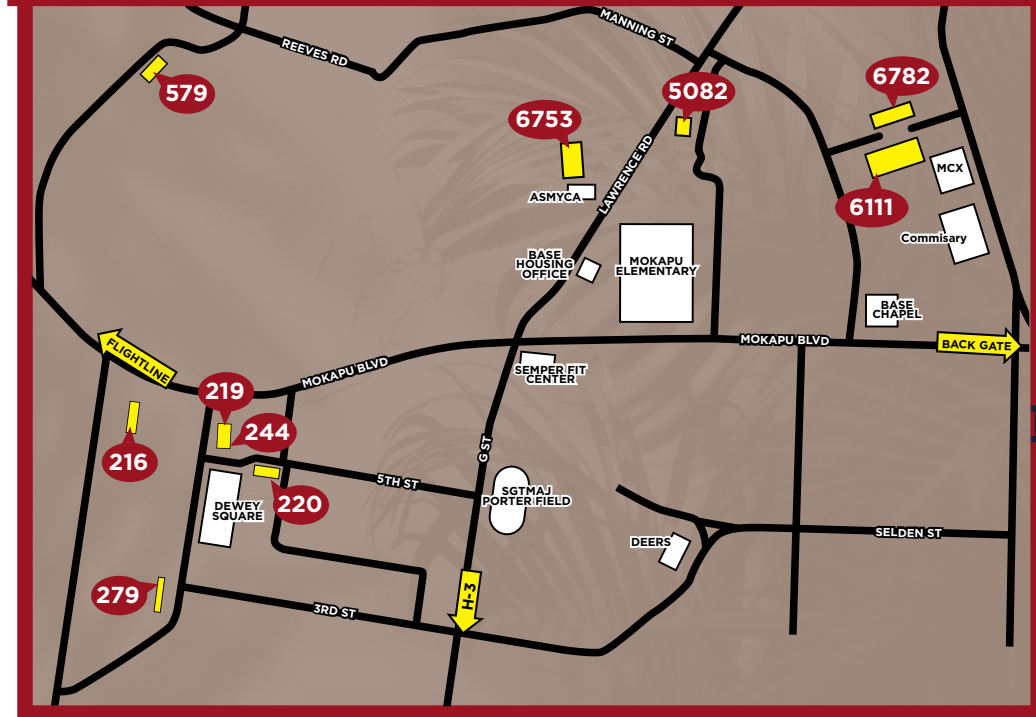 MANNING ST
REEVES RD
579
6782
5082
6753
LAWRENCE RD
MCX
ASMYCA
6111
Commisary
BASE
HOUSING
OFFICE
MOKAPU
ELEMENTARY
BASE
CHAPEL
FLIGHTLINE
MOKAPU BLVD
MOKAPU BLVD
BACK GATE
SEMPER FIT
CENTER
219
244
216
G ST
5TH ST
220
DEWEY
SQUARE
SGTMAJ
PORTER FIELD
DEERS
SELDEN ST
279
3RD ST
H-3